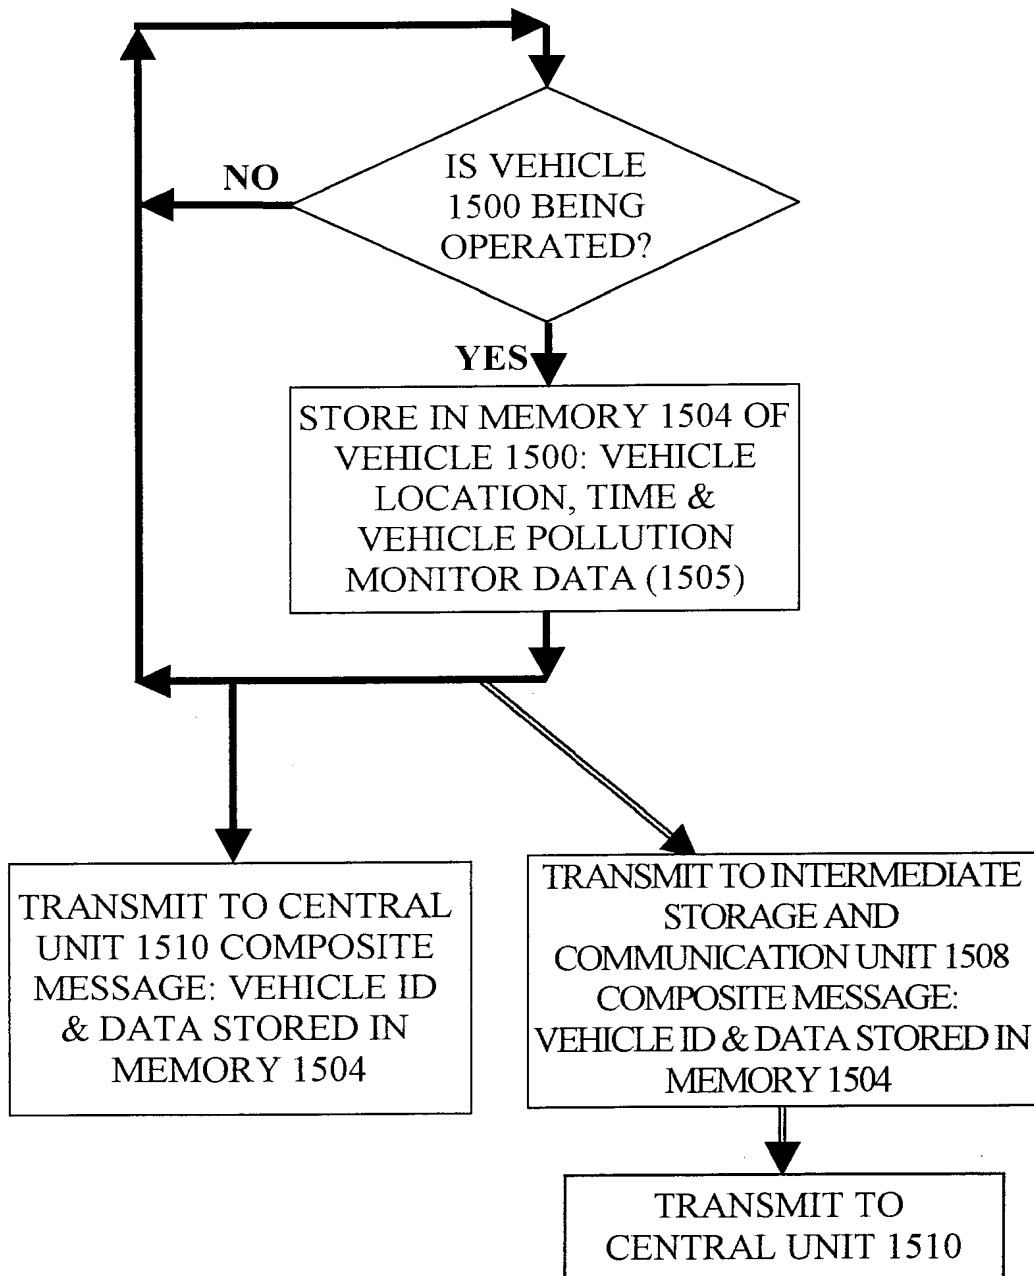 IS VEHICLE
1500 BEING
OPERATED?
NO
YES
STORE IN MEMORY 1504 OF
VEHICLE 1500: VEHICLE
LOCATION, TIME &
VEHICLE POLLUTION
MONITOR DATA (1505)
TRANSMIT TO CENTRAL
UNIT 1510 COMPOSITE
MESSAGE: VEHICLE ID
& DATA STORED IN
MEMORY 1504
TRANSMIT TO INTERMEDIATE
STORAGE AND
COMMUNICATION UNIT 1508
COMPOSITE MESSAGE:
VEHICLE ID & DATA STORED IN
MEMORY 1504
TRANSMIT TO
CENTRAL UNIT 1510